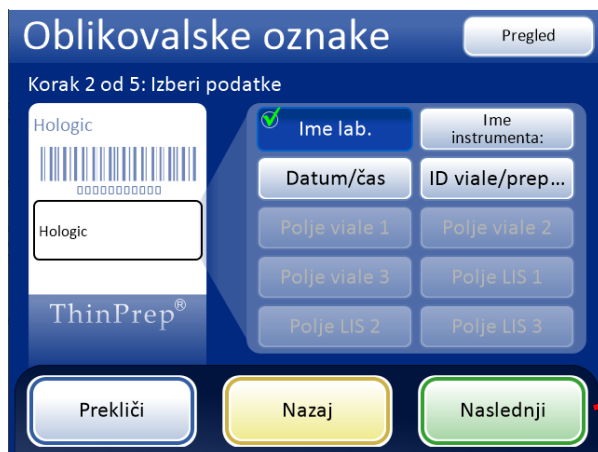 Oblikovalske oznake
Pregled
Korak 2 od 5: Izberi podatke
Hologic
00000000000
Hologic
ThinPrep®
Ime lab.
Ime
instrumenta:
Datum/čas
ID viale/prep...
Polje viale 1
Polje viale 2
Polje viale 3
Polje LIS 1
Polje LIS 2
Polje LIS 3
Prekliči
Nazaj
Naslednji